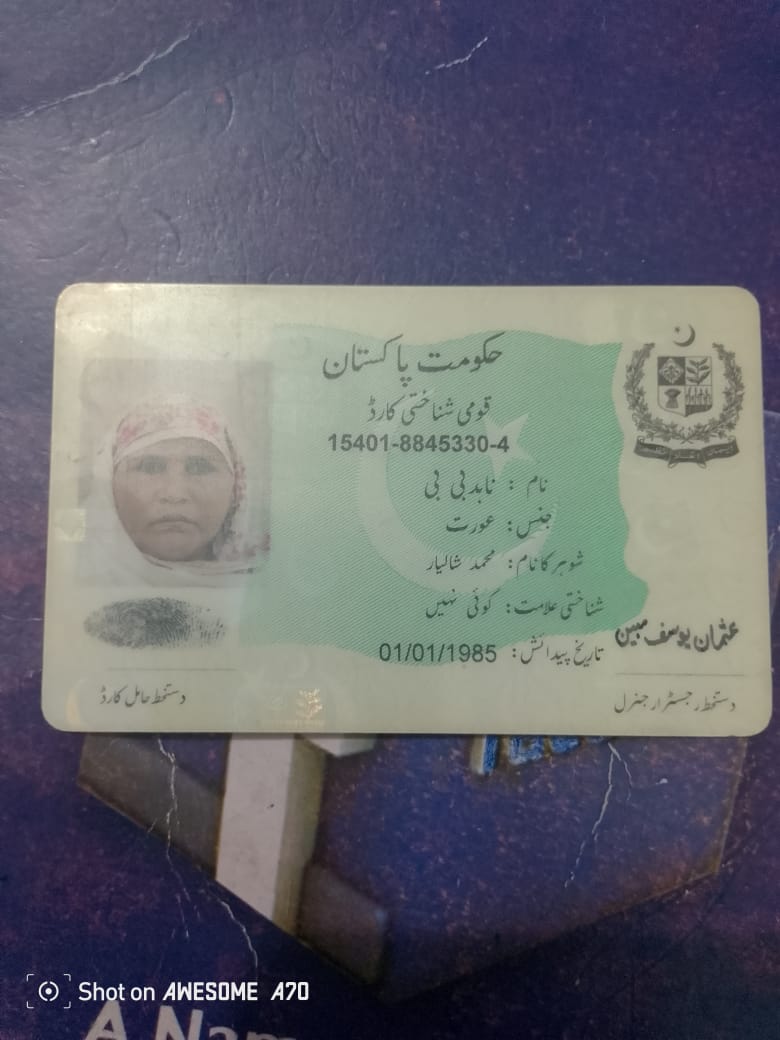 حکومت پاکستان
قومی شناختی کارڈ
15401-8845330-4
نام : ناہد بی بی
جنس: عورت
شوہر کا نام: محمد شالیار
شناختی علامت: کوئی نہیں
تاریخ پیدائش: 01/01/1985
عثمان یوسف مبین
دستخط رجسٹرار جنرل
دستخط حامل کارڈ
Shot on AWESOME A70
A Nam